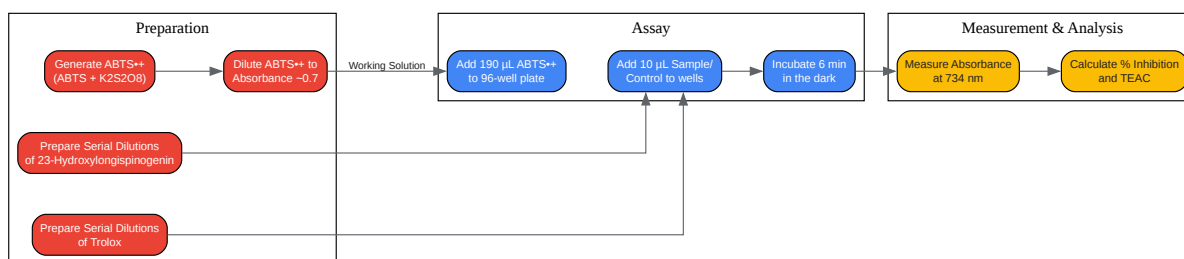 Preparation
Generate ABTS•+
(ABTS + K2S2O8)
Dilute ABTS•+ to
Absorbance ~0.7
Prepare Serial Dilutions
of 23-Hydroxylongispinogenin
Prepare Serial Dilutions
of Trolox
Working Solution
Assay
Add 190 µL ABTS•+
to 96-well plate
Add 10 µL Sample/
Control to wells
Incubate 6 min
in the dark
Measurement & Analysis
Measure Absorbance
at 734 nm
Calculate % Inhibition
and TEAC